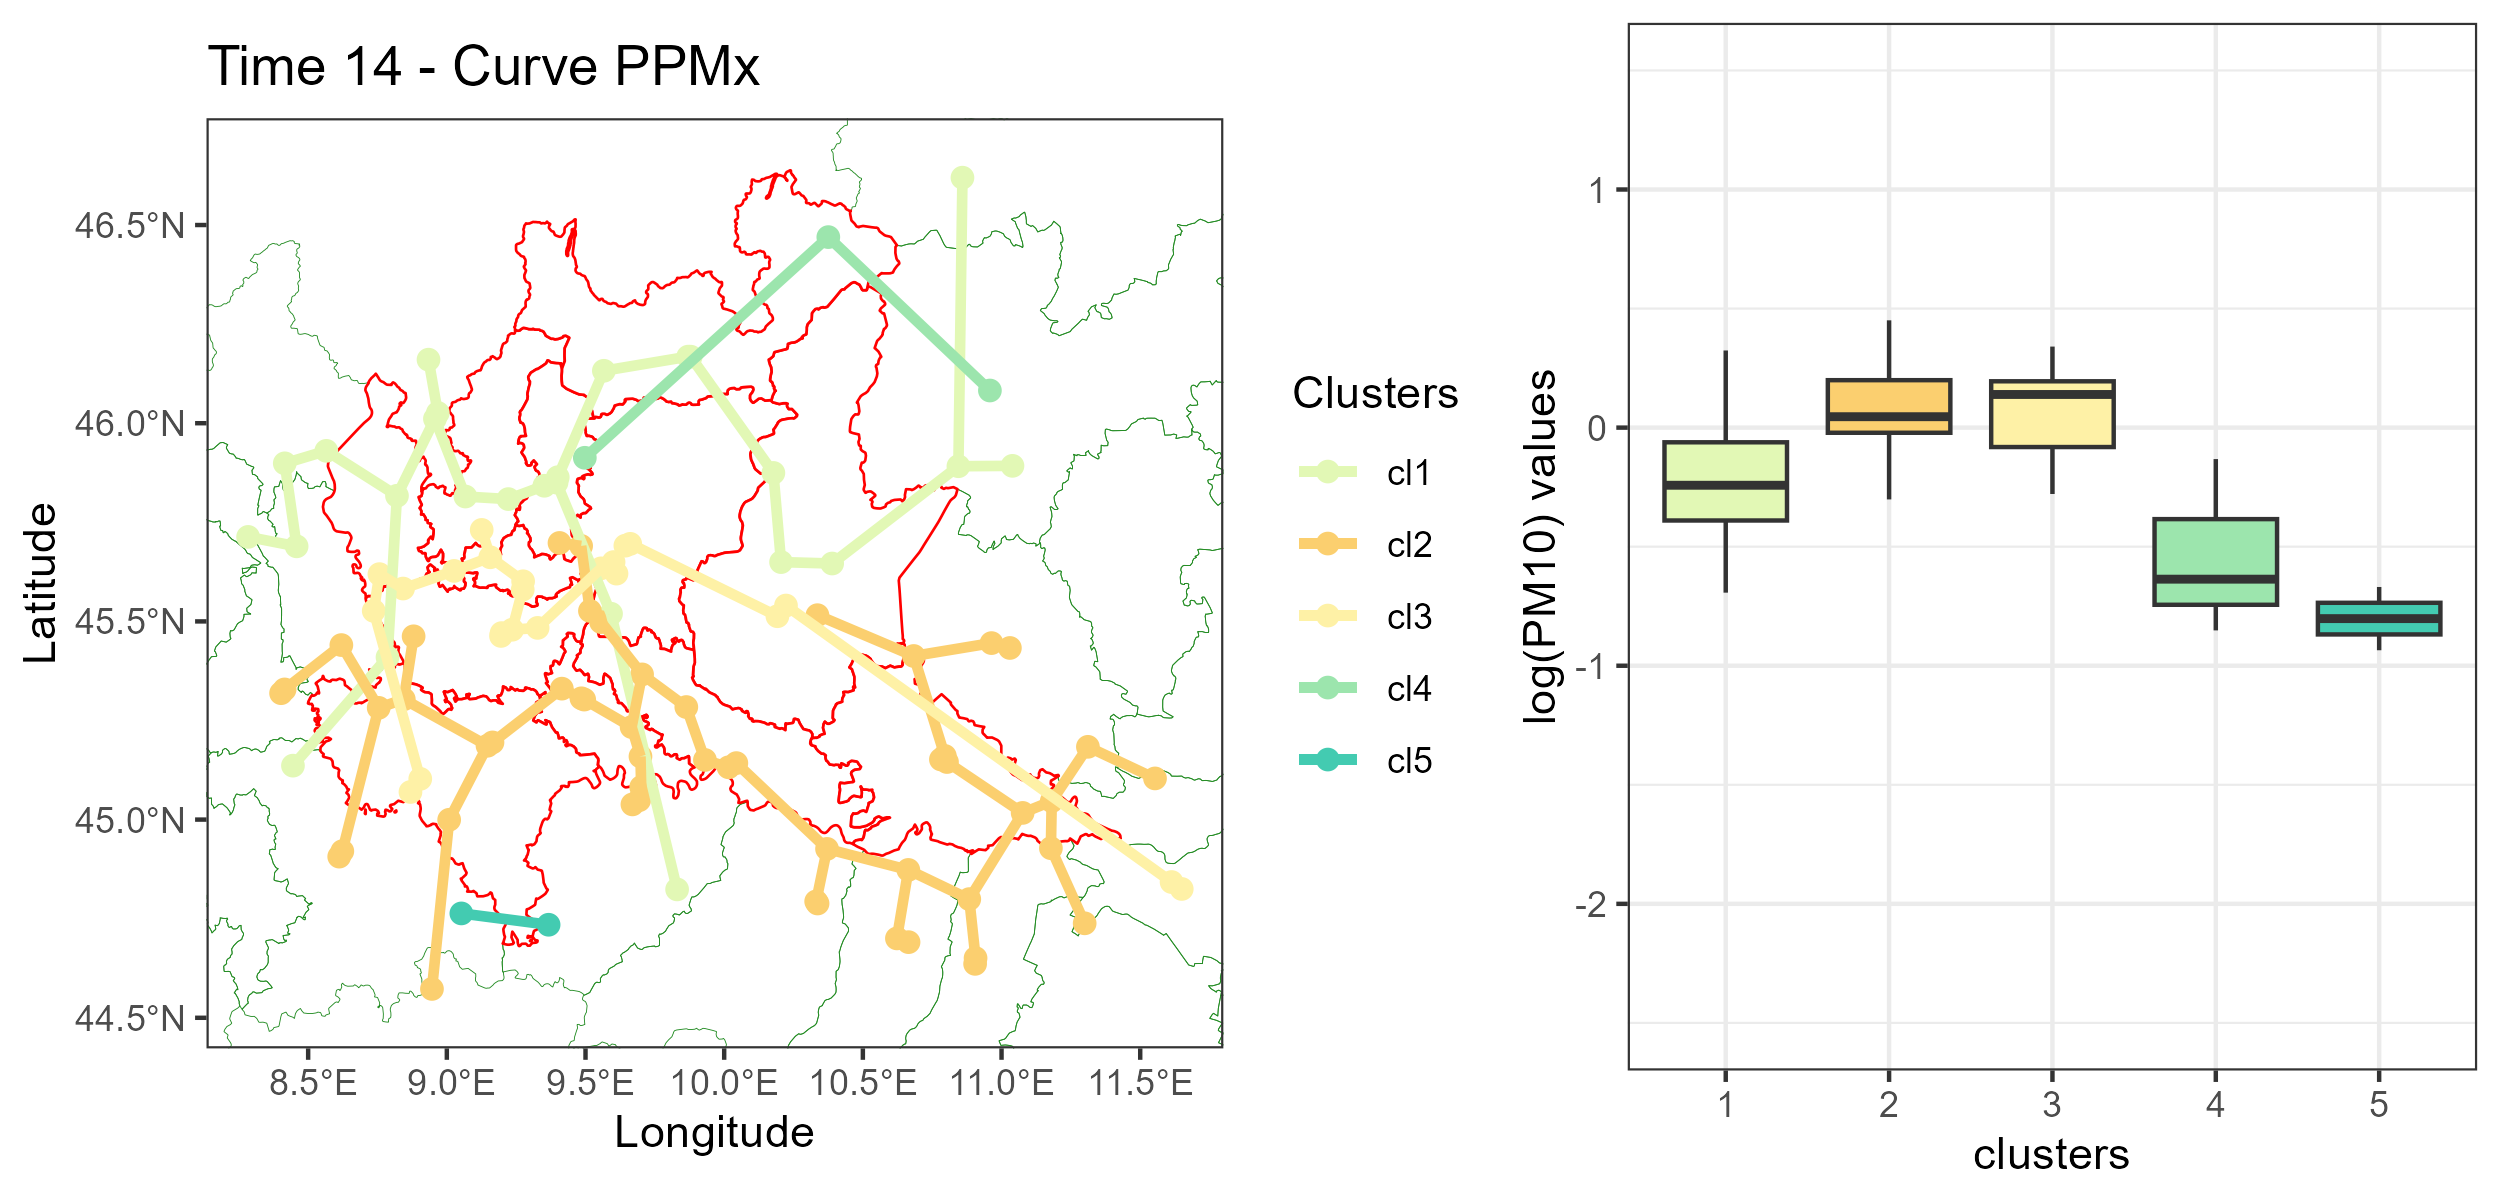 Time 14 - Curve PPMx
Latitude
46.5°N
46.0°N
45.5°N
45.0°N
44.5°N
8.5°E 9.0°E 9.5°E 10.0°E 10.5°E 11.0°E 11.5°E
Longitude
Clusters
cl1
cl2
cl3
cl4
cl5
log(PM10) values
1
0
-1
-2
1 2 3 4 5
clusters